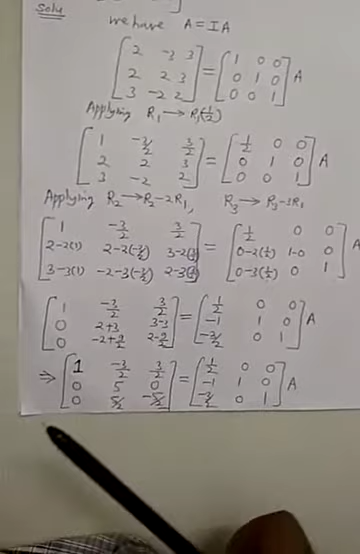 Solu
we have A = IA
[2 -3 3; 2 2 3; 3 -2 2] = [1 0 0; 0 1 0; 0 0 1] A
Applying R₁ → R₁(1/2)
[1 -3/2 3/2; 2 2 3; 3 -2 2] = [1/2 0 0; 0 1 0; 0 0 1] A
Applying R₂ → R₂-2R₁, R₃ → R₃-3R₁
[1 -3/2 3/2; 2-2(1) 2-2(-3/2) 3-2(3/2); 3-3(1) -2-3(-3/2) 2-3(3/2)] = [1/2 0 0; 0-2(1/2) 1-0 0; 0-3(1/2) 0 1] A
[1 -3/2 3/2; 0 2+3 3-3; 0 -2+9/2 2-9/2] = [1/2 0 0; -1 1 0; -3/2 0 1] A
⇒ [1 -3/2 3/2; 0 5 0; 0 5/2 -5/2] = [1/2 0 0; -1 1 0; -3/2 0 1] A